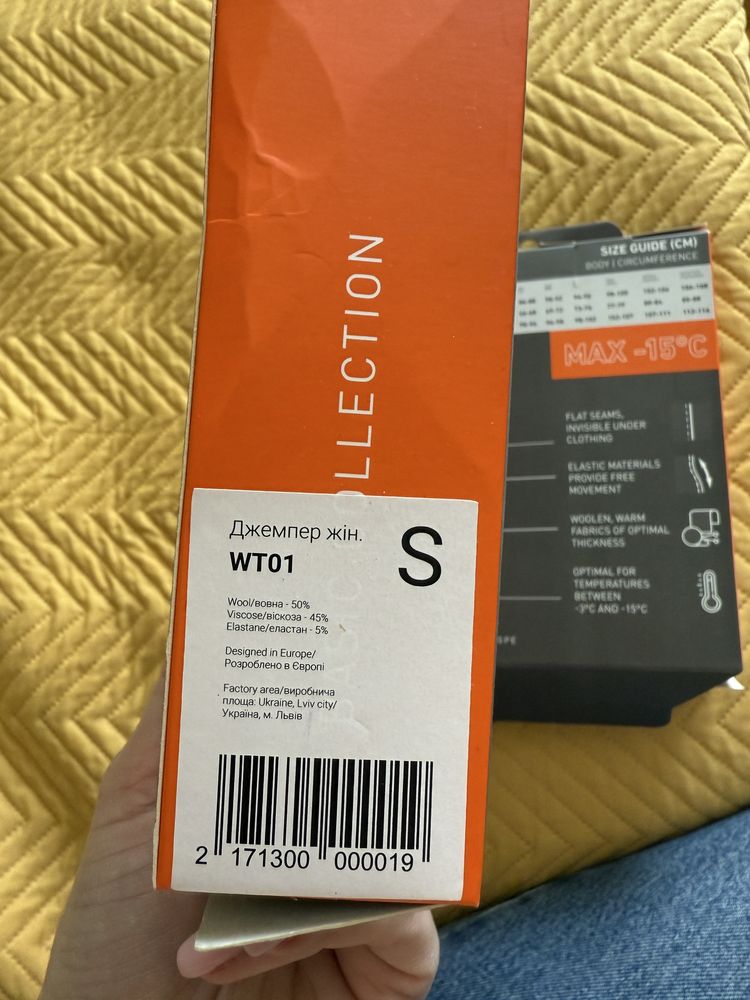 LLECTION
Джемпер жін.
WT01
S
Wool/вовна - 50%
Viscose/віскоза - 45%
Elastane/еластан - 5%
Designed in Europe/
Розроблено в Європі
Factory area/виробнича
площа: Ukraine, Lviv city/
Україна, м. Львів
2 171300 000019
SIZE GUIDE (CM)
BODY | CIRCUMFERENCE
MAX -15°C
FLAT SEAMS,
INVISIBLE UNDER
CLOTHING
ELASTIC MATERIALS
PROVIDE FREE
MOVEMENT
WOOLEN, WARM
FABRICS OF OPTIMAL
THICKNESS
OPTIMAL FOR
TEMPERATURES
BETWEEN
-3°C AND -15°C